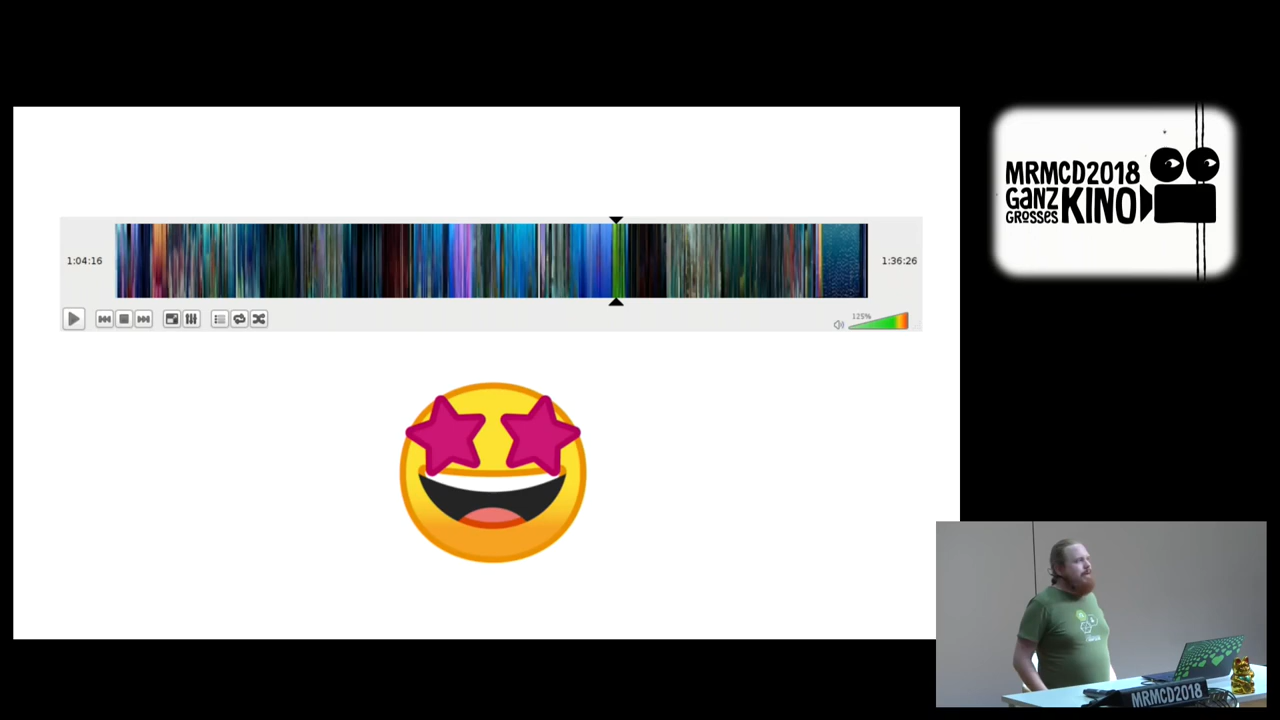 1:04:16
1:36:26
125%
MRMCD2018
GANZ
GROSSES
KINO
MRMCD2018